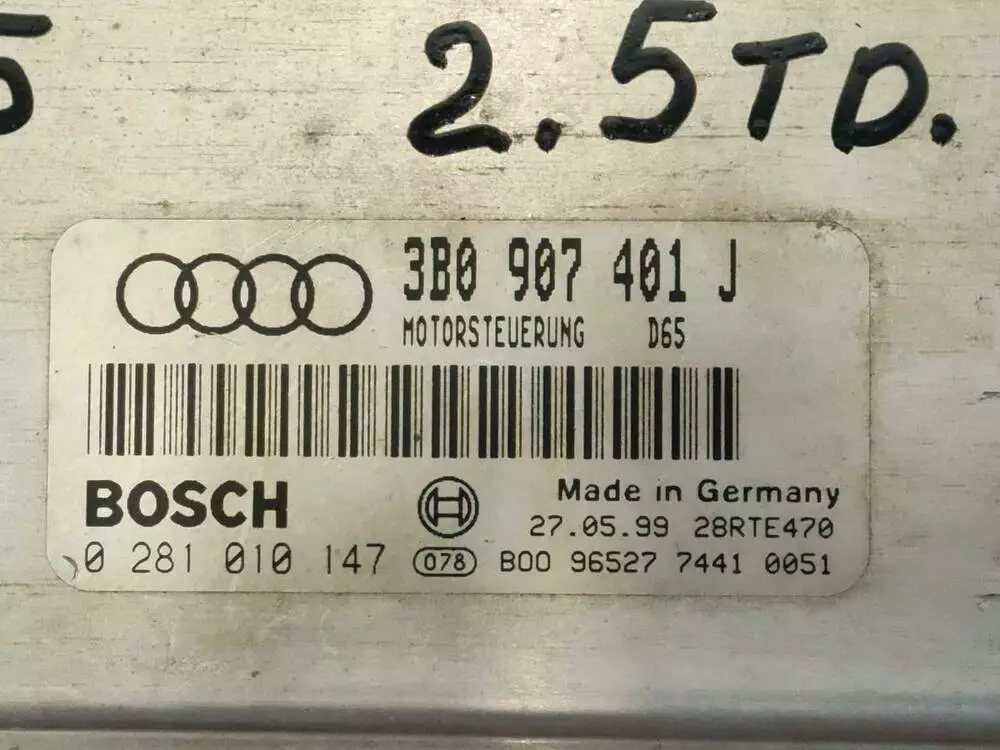 5 2.5TD.
3B0 907 401 J
MOTORSTEUERUNG D65
BOSCH
Made in Germany
27.05.99 28RTE470
0 281 010 147 078 B00 96527 7441 0051